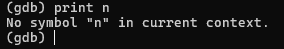 (gdb) print n
No symbol "n" in current context.
(gdb)